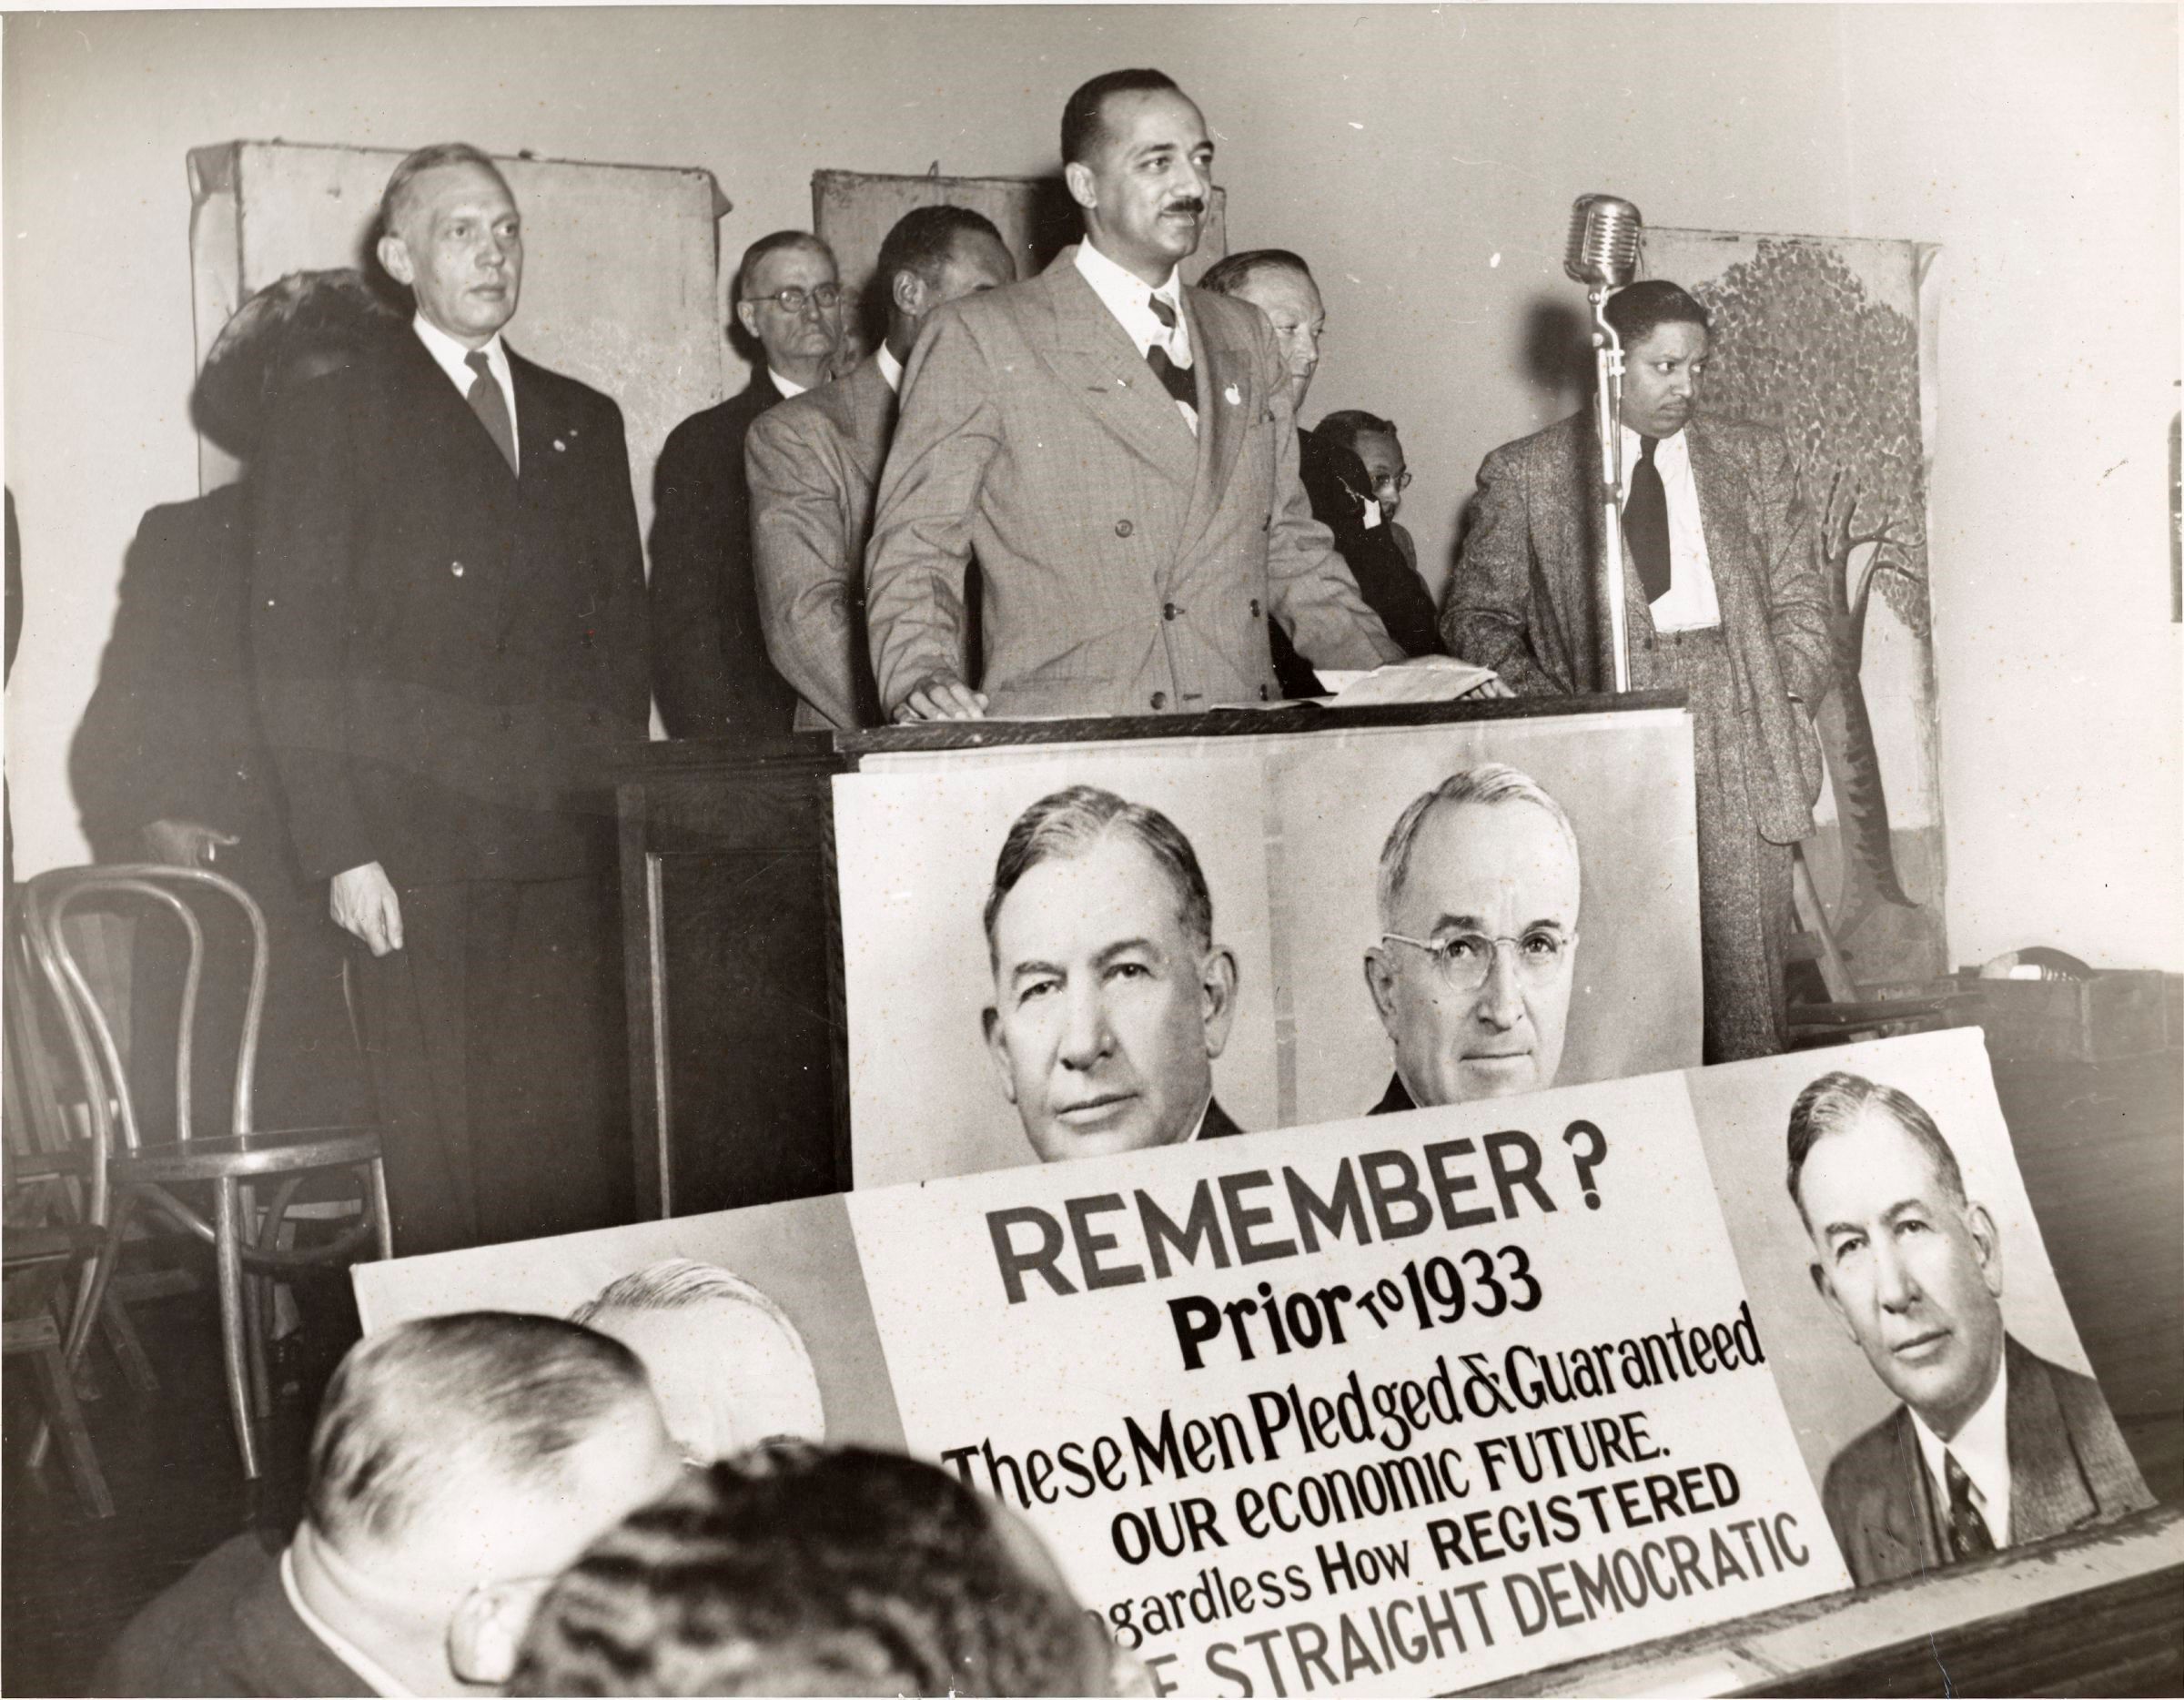 REMEMBER?
Prior TO 1933
These Men Pledged & Guaranteed
OUR economic FUTURE.
gardless How REGISTERED
E STRAIGHT DEMOCRATIC